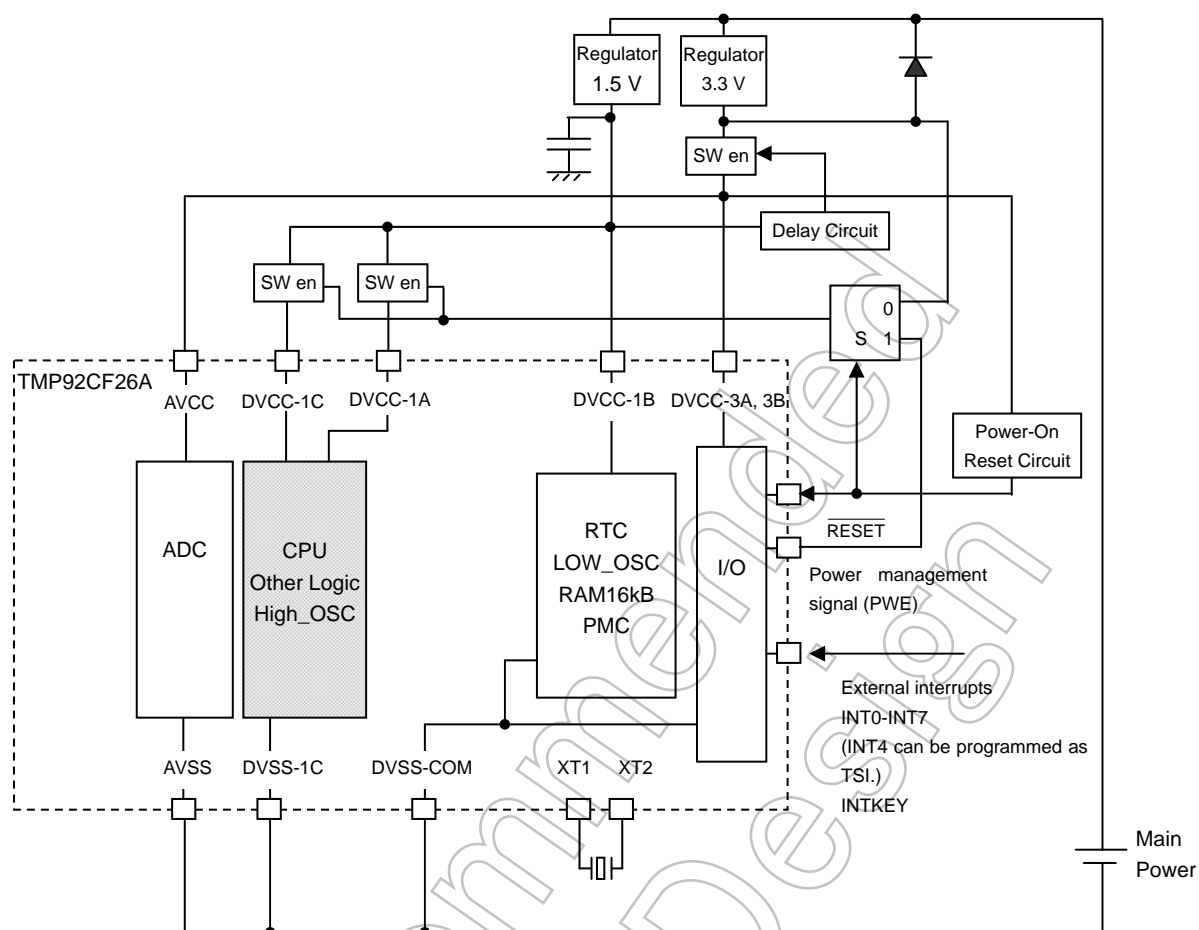 Regulator
1.5 V
Regulator
3.3 V
SW en
Delay Circuit
SW en
SW en
0
S 1
TMP92CF26A
AVCC
DVCC-1C
DVCC-1A
DVCC-1B
DVCC-3A, 3B
Power-On
Reset Circuit
ADC
CPU
Other Logic
High_OSC
RTC
LOW_OSC
RAM16kB
PMC
I/O
RESET
Power management
signal (PWE)
External interrupts
INT0-INT7
(INT4 can be programmed as
TSI.)
INTKEY
AVSS
DVSS-1C
DVSS-COM
XT1
XT2
Main
Power
ommended
Design